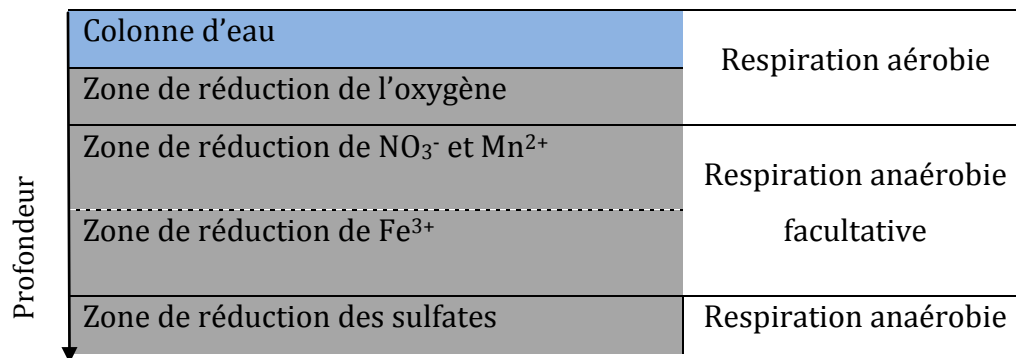 Colonne d’eau
Respiration aérobie
Zone de réduction de l’oxygène
Zone de réduction de NO₃⁻ et Mn²⁺
Respiration anaérobie
facultative
Zone de réduction de Fe³⁺
Zone de réduction des sulfates
Respiration anaérobie
Profondeur